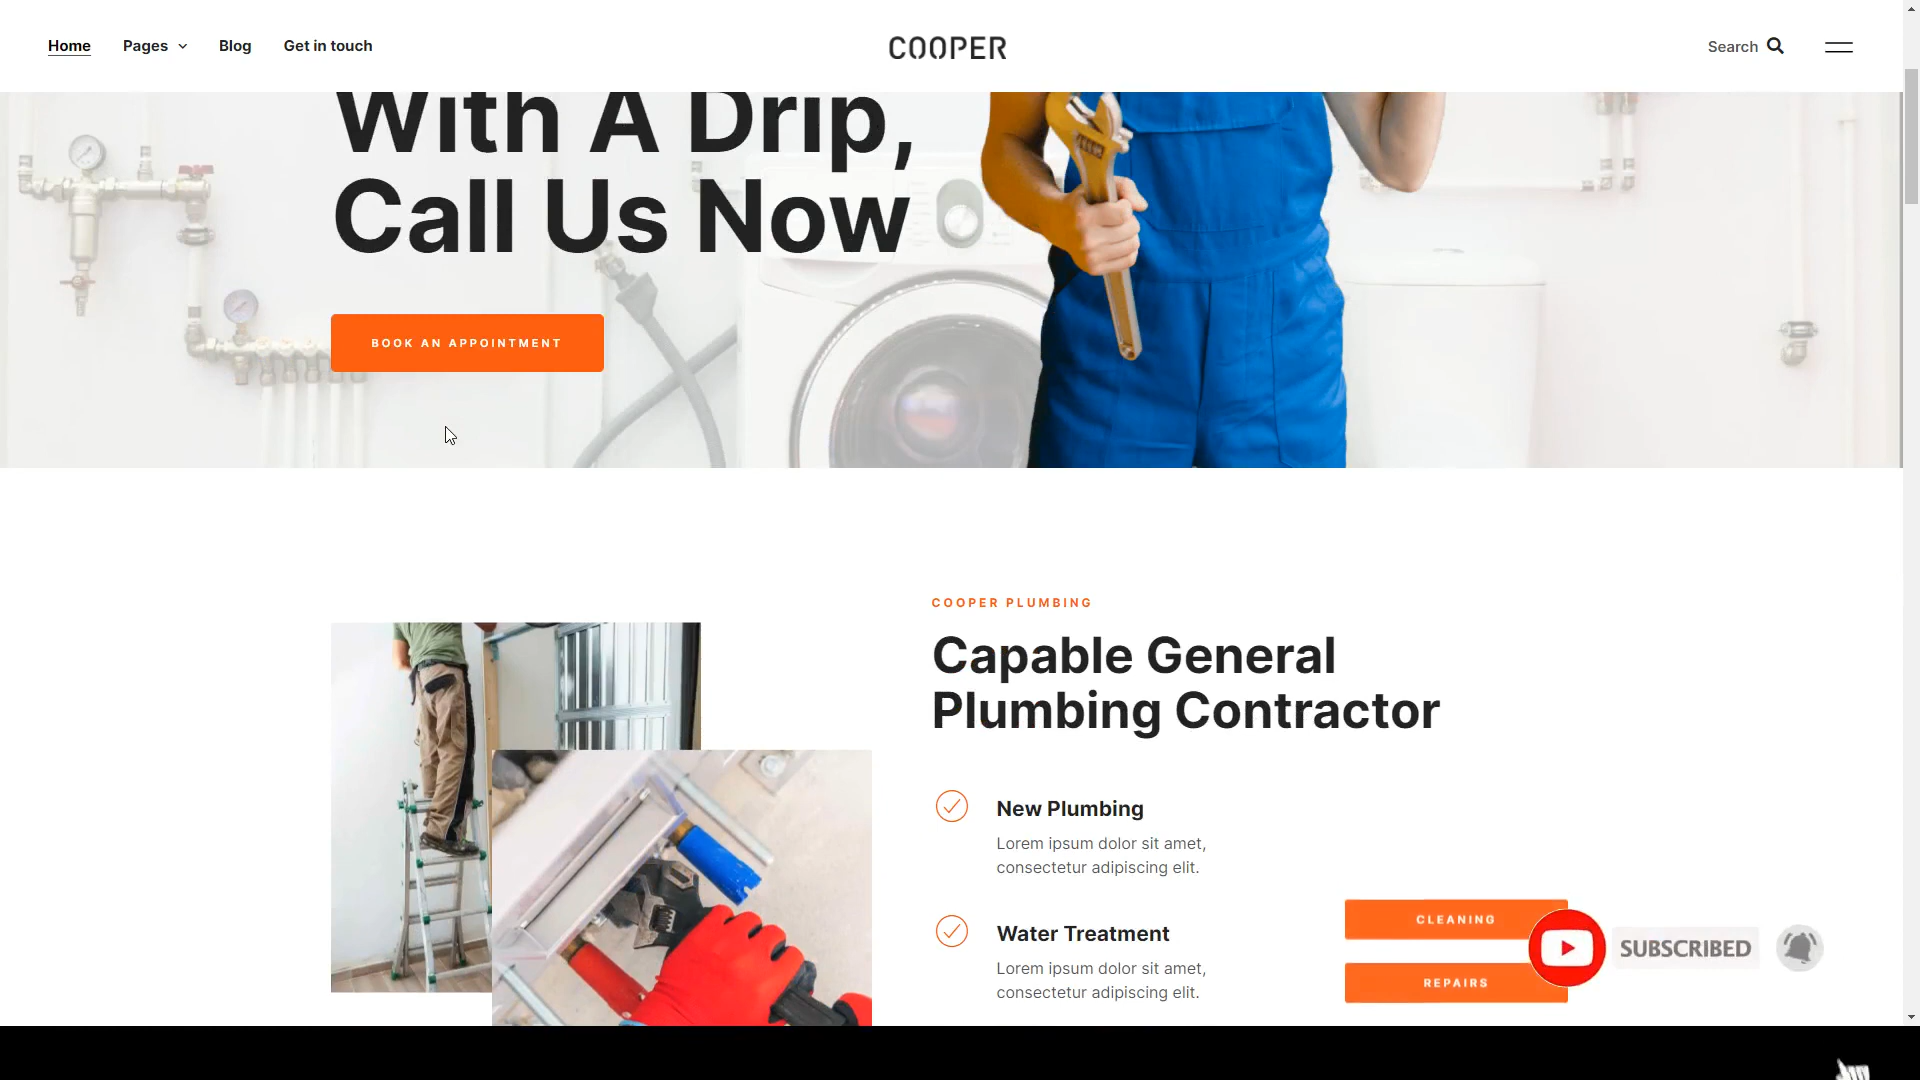 Home
Pages
Blog
Get in touch
COOPER
Search
With A Drip,
Call Us Now
BOOK AN APPOINTMENT
COOPER PLUMBING
Capable General
Plumbing Contractor
New Plumbing
Lorem ipsum dolor sit amet,
consectetur adipiscing elit.
Water Treatment
Lorem ipsum dolor sit amet,
consectetur adipiscing elit.
CLEANING
REPAIRS
SUBSCRIBED